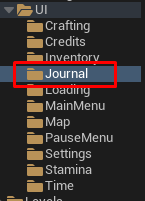 UI
Crafting
Credits
Inventory
Journal
Loading
MainMenu
Map
PauseMenu
Settings
Stamina
Time
Levels